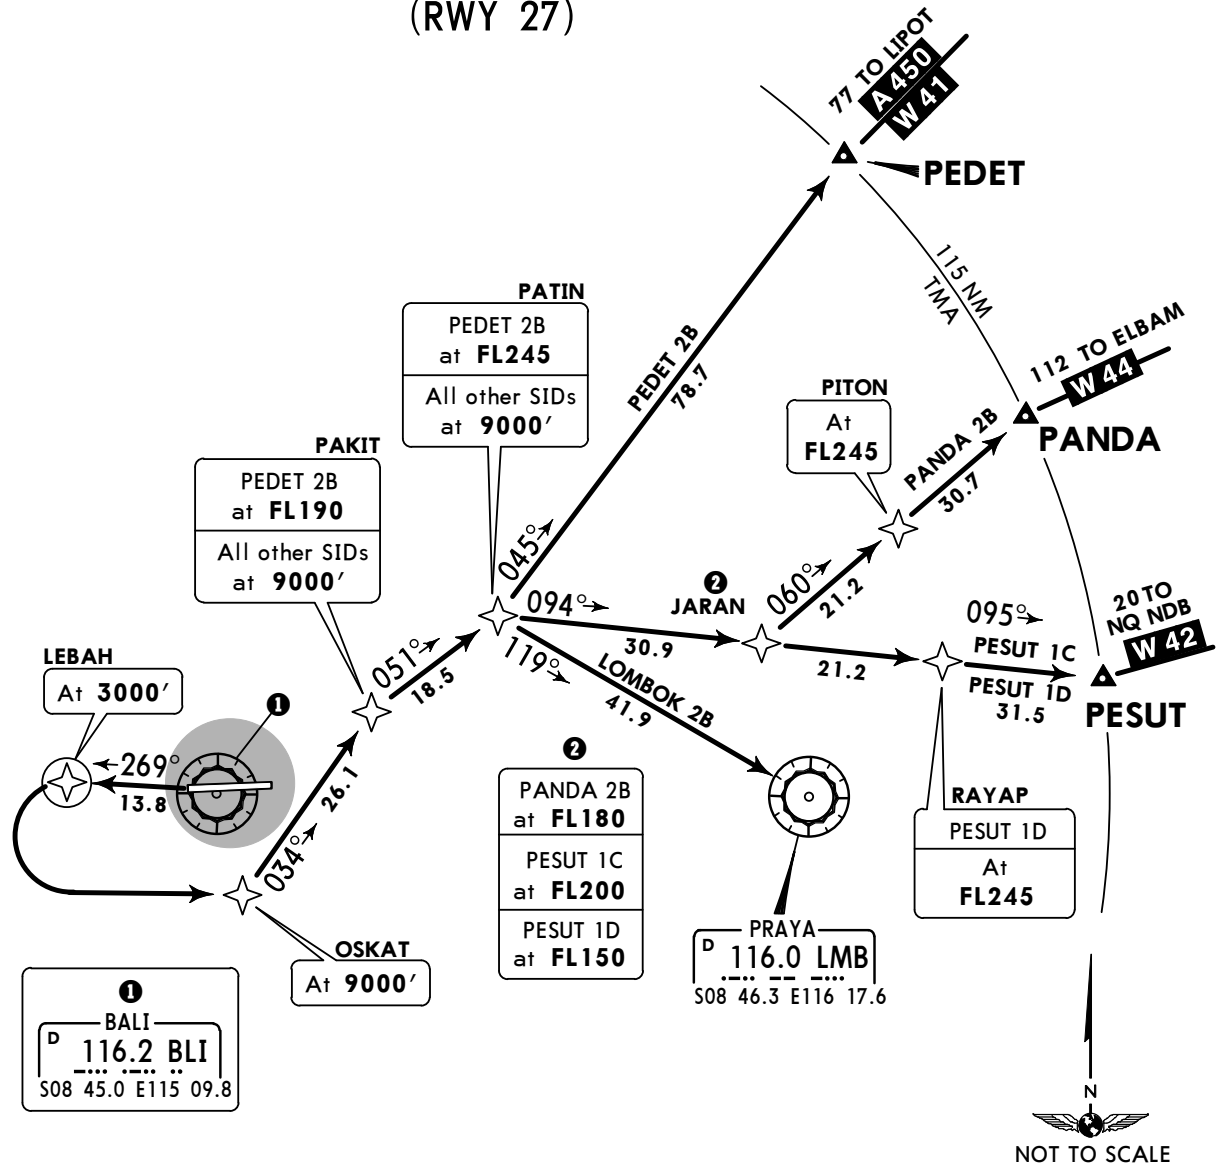 (RWY 27)
77 TO LIPOT
A 450
W 41
PEDET
115 NM
TMA
112 TO ELBAM
W 44
PANDA
PATIN
PEDET 2B
at FL245
All other SIDs
at 9000′
PEDET 2B
78.7
PITON
At
FL245
PANDA 2B
30.7
PAKIT
PEDET 2B
at FL190
All other SIDs
at 9000′
045°
094°
30.9
❷
JARAN
060°
21.2
095°
PESUT 1C
PESUT 1D
31.5
20 TO
NQ NDB
W 42
PESUT
21.2
119°
LOMBOK 2B
41.9
051°
18.5
LEBAH
At 3000′
❶
269°
13.8
034°
26.1
OSKAT
At 9000′
❷
PANDA 2B
at FL180
PESUT 1C
at FL200
PESUT 1D
at FL150
RAYAP
PESUT 1D
At
FL245
PRAYA
D 116.0 LMB
S08 46.3 E116 17.6
❶
BALI
D 116.2 BLI
S08 45.0 E115 09.8
N
NOT TO SCALE